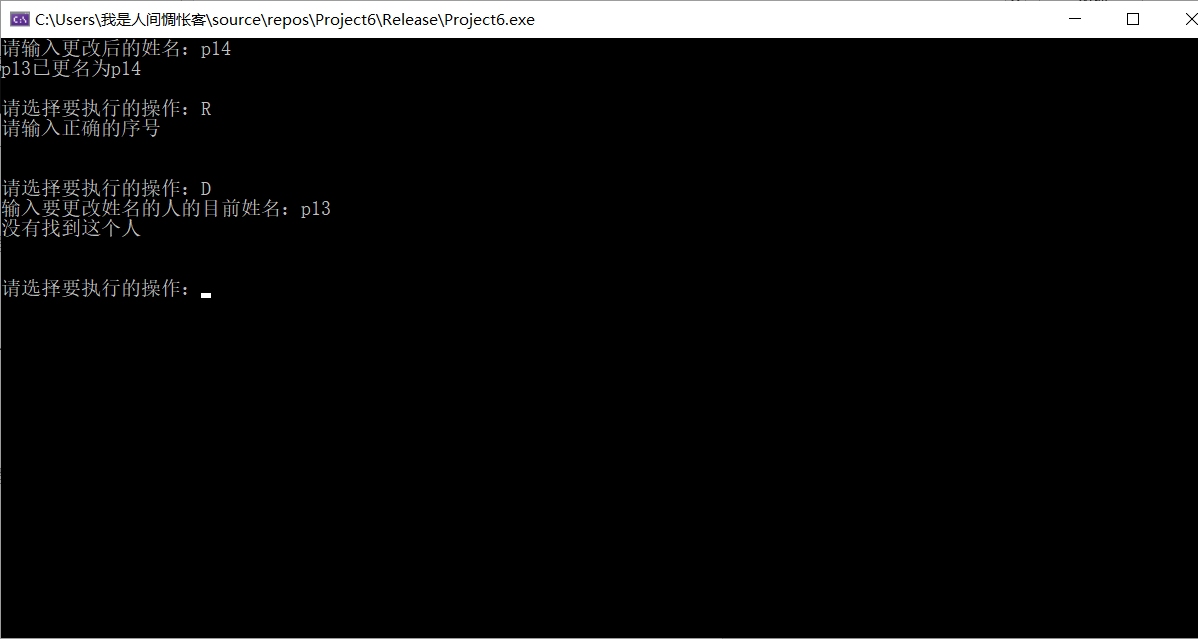 C:\Users\我是人间惆怅客\source\repos\Project6\Release\Project6.exe
请输入更改后的姓名：p14
p13已更名为p14
请选择要执行的操作：R
请输入正确的序号
请选择要执行的操作：D
输入要更改姓名的人的目前姓名：p13
没有找到这个人
请选择要执行的操作：